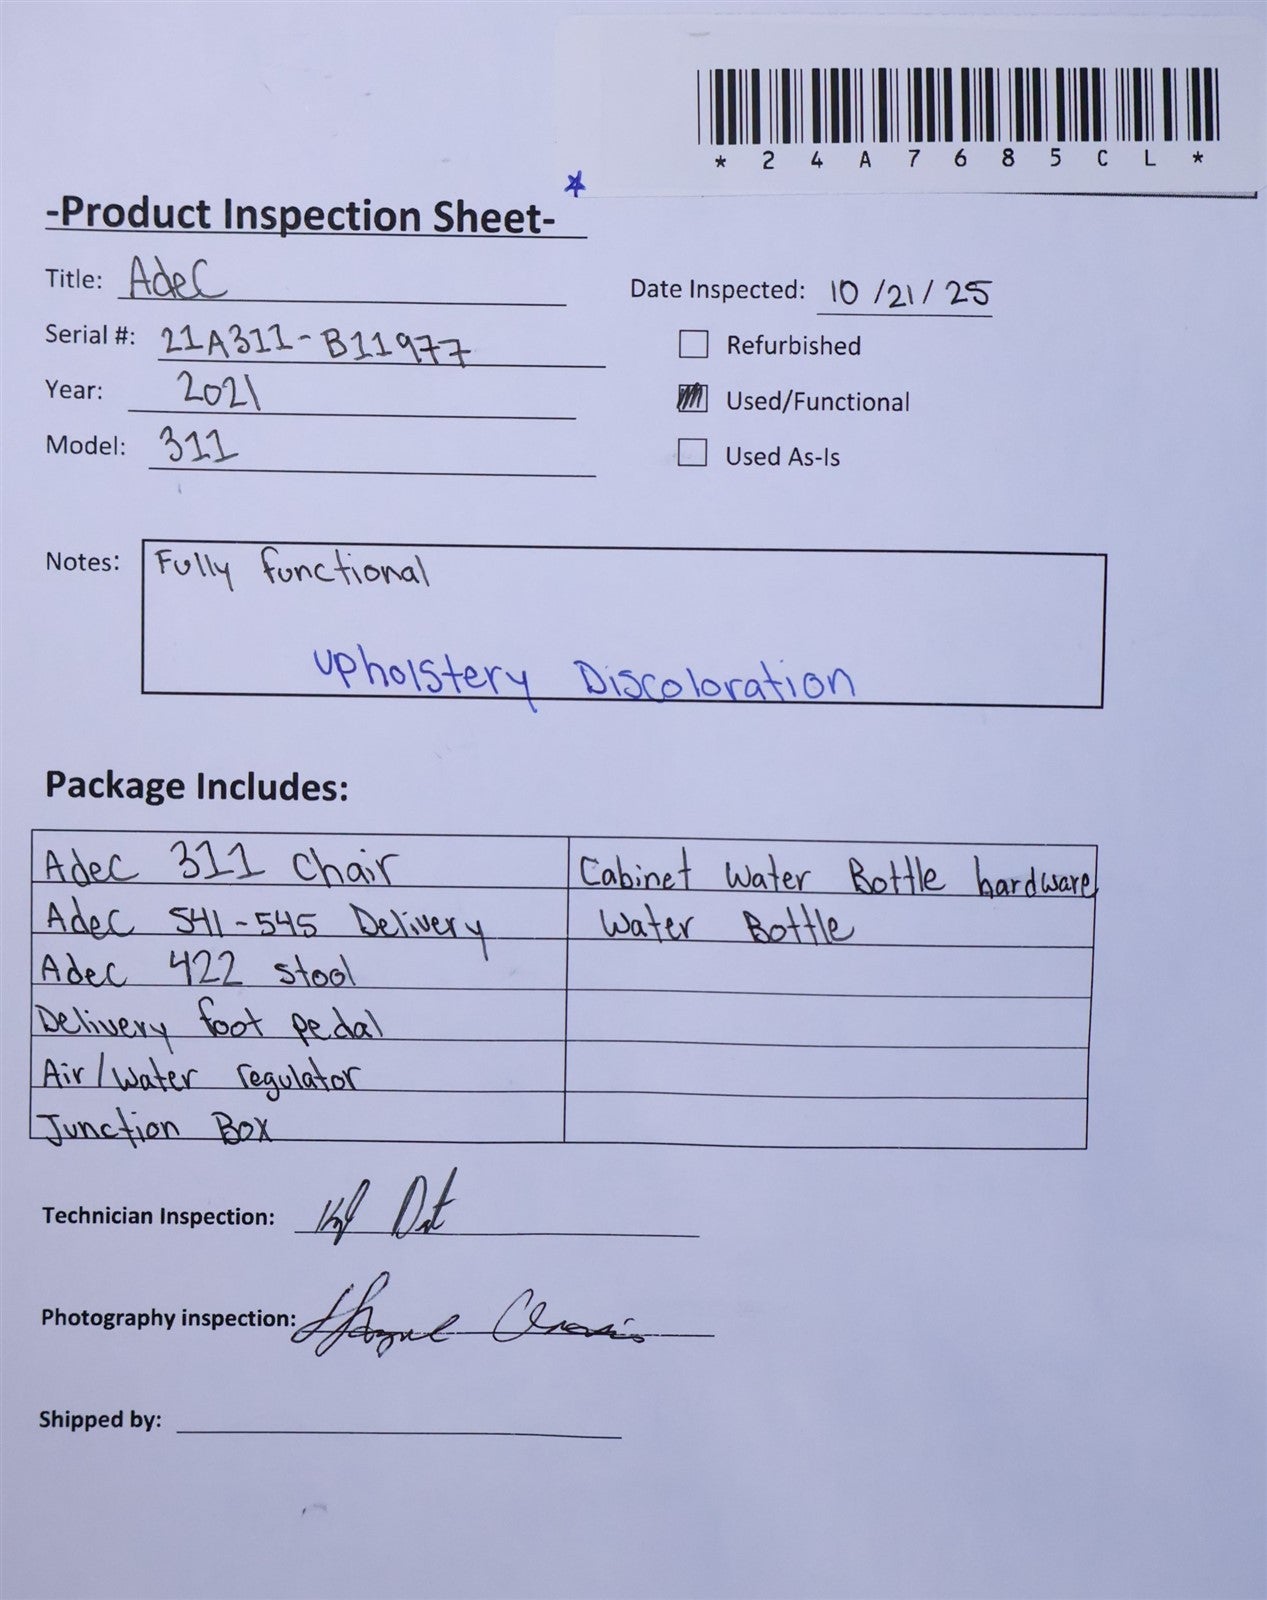 *24A7685CL*
-Product Inspection Sheet-
Title: Adec
Date Inspected: 10/21/25
Serial #: 21A311-B11977
Refurbished
Year: 2021
Used/Functional
Model: 311
Used As-Is
Notes: Fully functional
Upholstery Discoloration
Package Includes:
Adec 311 Chair
Cabinet Water Bottle hardware
Adec 541-545 Delivery
Water Bottle
Adec 422 stool
Delivery foot pedal
Air/Water regulator
Junction Box
Technician Inspection:
Photography inspection:
Shipped by: